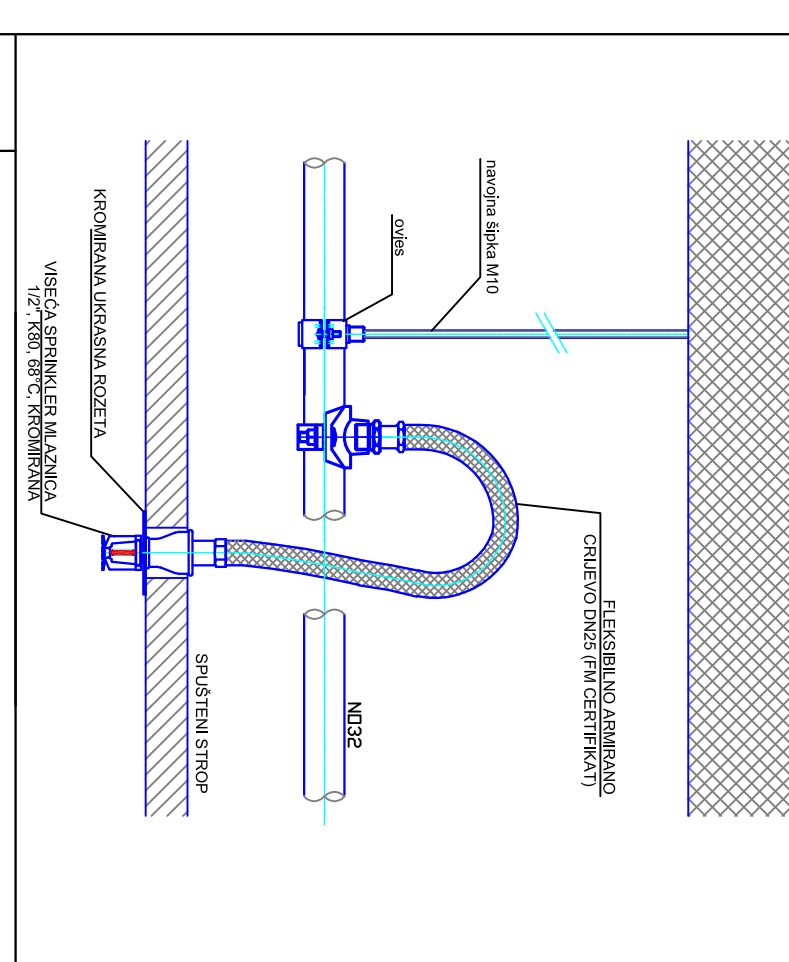 navojna šipka M10
ovjes
FLEKSIBILNO ARMIRANO
CRIJEVO DN25 (FM CERTIFIKAT)
NO32
KROMIRANA UKRASNA ROZETA
VISEĆA SPRINKLER MLAZNICA
1/2", K80, 68°C, KROMIRANA
SPUŠTENI STROP